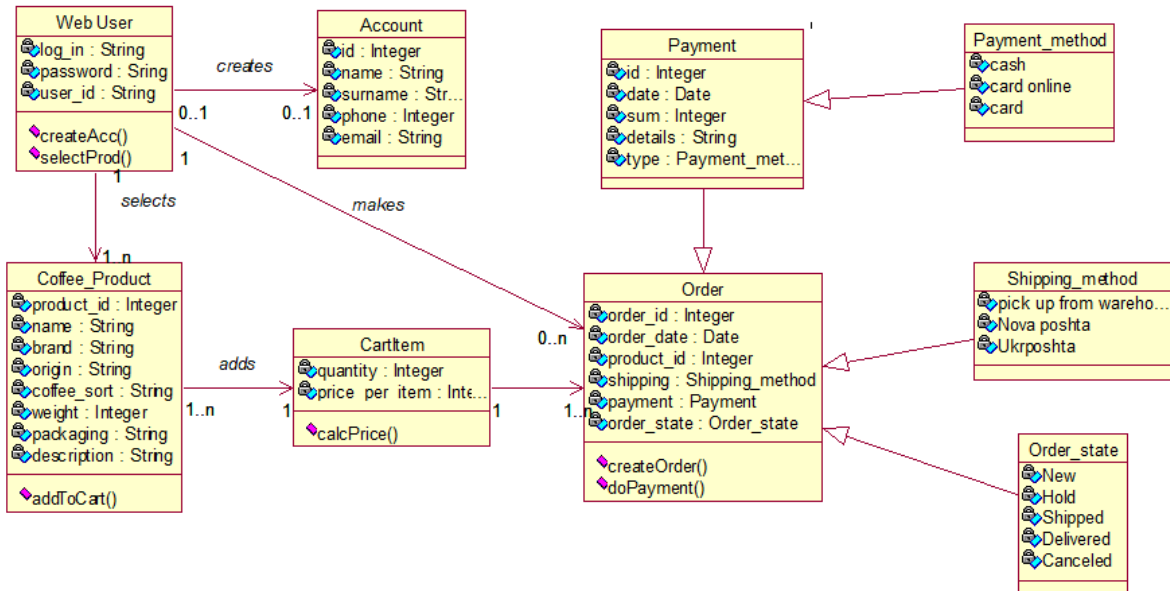 Web User
log_in : String
password : Sring
user_id : String
createAcc()
selectProd()
creates
0..1
0..1
Account
id : Integer
name : String
surname : Str...
phone : Integer
email : String
1
1
selects
1..n
makes
0..n
Payment
id : Integer
date : Date
sum : Integer
details : String
type : Payment_met...
Payment_method
cash
card online
card
Coffee_Product
product_id : Integer
name : String
brand : String
origin : String
coffee_sort : String
weight : Integer
packaging : String
description : String
addToCart()
adds
1..n
1
CartItem
quantity : Integer
price_per_item : Inte...
calcPrice()
1
1..n
Order
order_id : Integer
order_date : Date
product_id : Integer
shipping : Shipping_method
payment : Payment
order_state : Order_state
createOrder()
doPayment()
Shipping_method
pick up from wareho...
Nova poshta
Ukrposhta
Order_state
New
Hold
Shipped
Delivered
Canceled